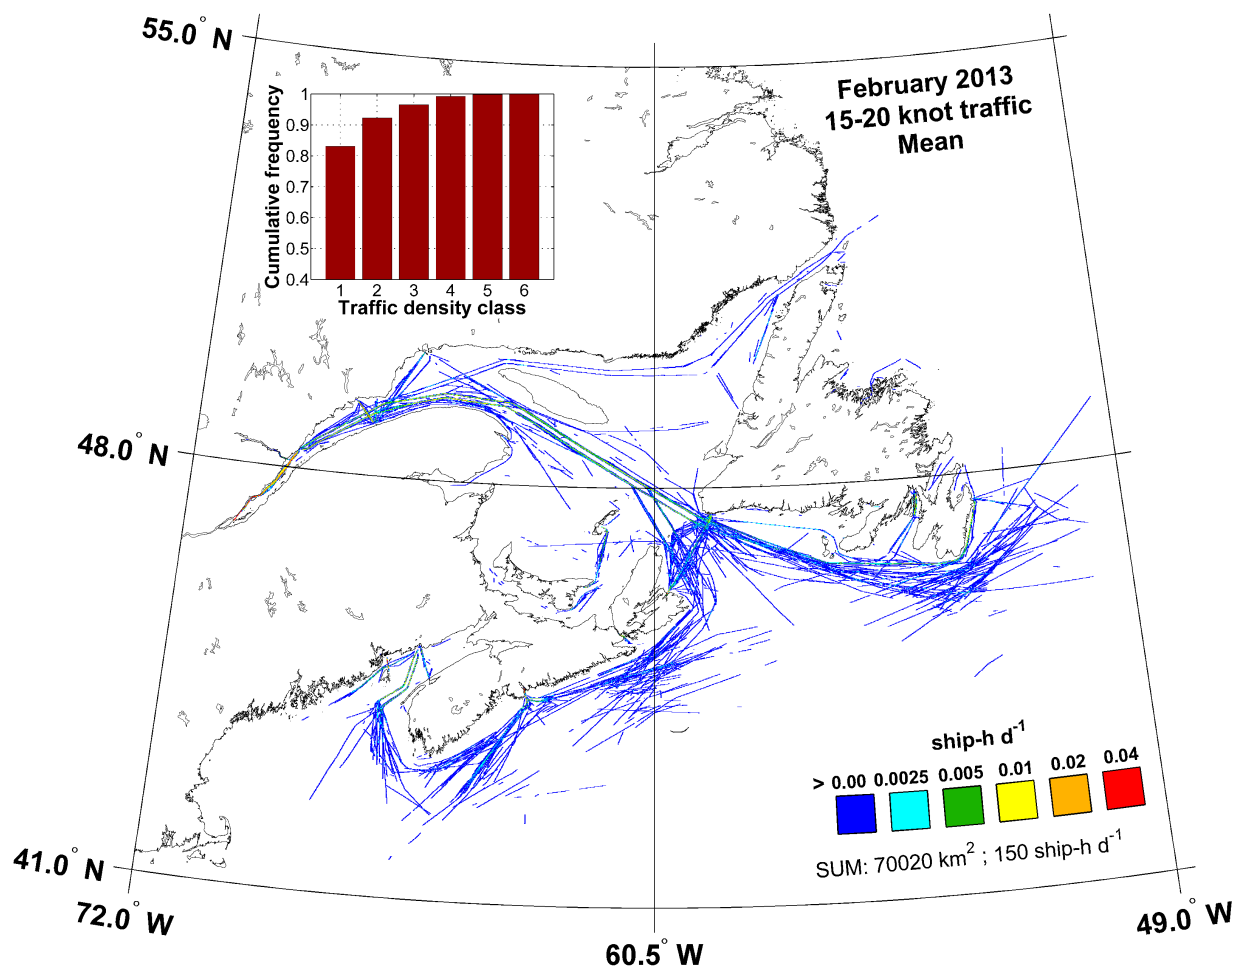 55.0° N
February 2013
15-20 knot traffic
Mean
Cumulative frequency
1
0.9
0.8
0.7
0.6
0.5
0.4
1 2 3 4 5 6
Traffic density class
48.0° N
ship-h d⁻¹
> 0.00 0.0025 0.005 0.01 0.02 0.04
SUM: 70020 km² ; 150 ship-h d⁻¹
41.0° N
72.0° W
60.5° W
49.0° W